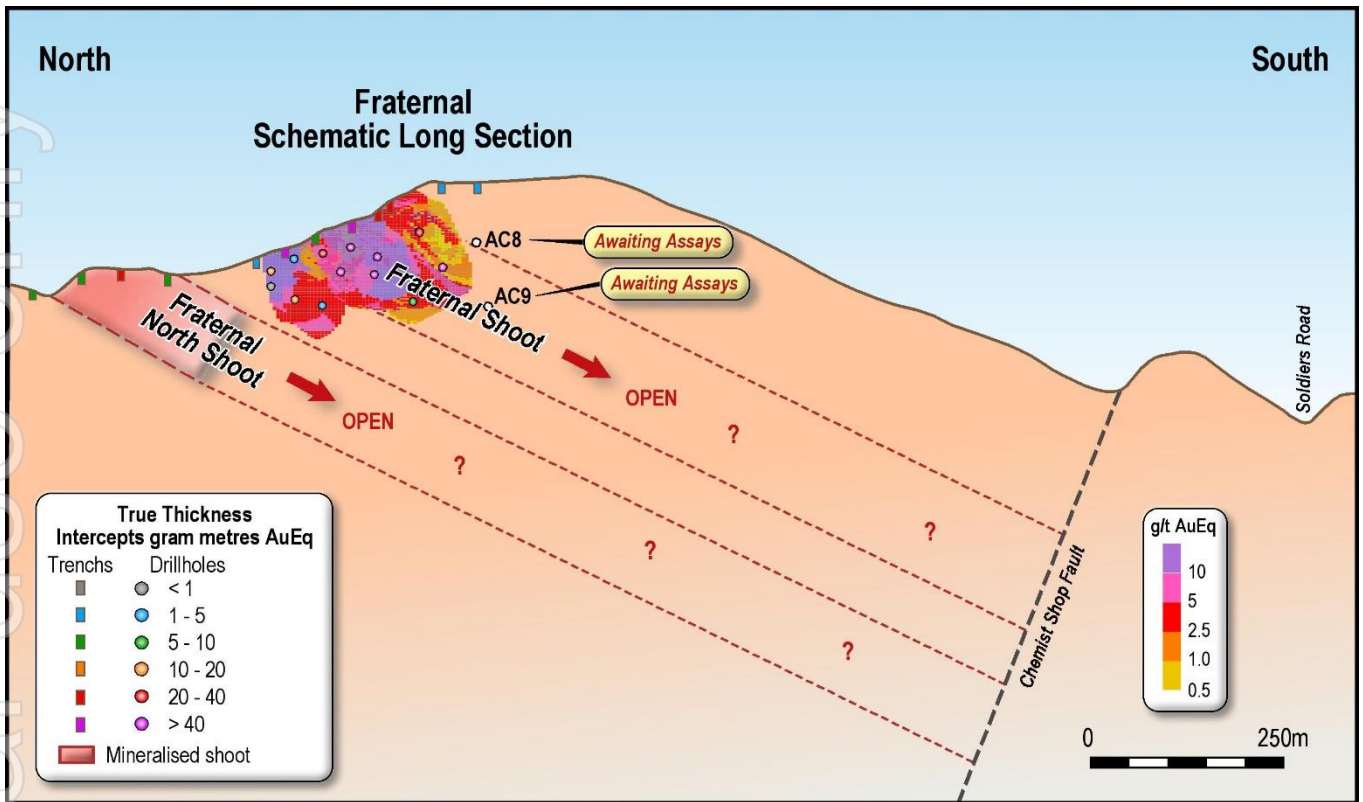 North
South
Fraternal
Schematic Long Section
AC8
Awaiting Assays
AC9
Awaiting Assays
Fraternal Shoot
Fraternal
North Shoot
OPEN
OPEN
?
?
?
?
?
Soldiers Road
Chemist Shop Fault
True Thickness
Intercepts gram metres AuEq
Trenchs Drillholes
< 1
1 - 5
5 - 10
10 - 20
20 - 40
> 40
Mineralised shoot
g/t AuEq
10
5
2.5
1.0
0.5
0 250m